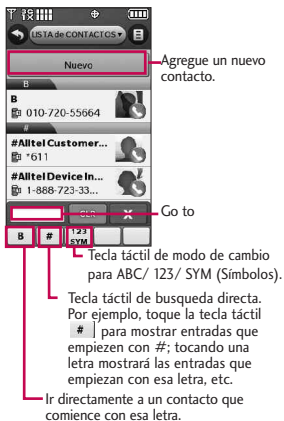 LISTA de CONTACTOS
Nuevo
Agregue un nuevo
contacto.
B
B
010-720-55664
#
#Alltel Customer...
*611
#Alltel Device In...
1-888-723-33...
CLR X
Go to
B # 123
SYM
Tecla táctil de modo de cambio
para ABC/ 123/ SYM (Símbolos).
Tecla táctil de busqueda directa.
Por ejemplo, toque la tecla táctil
# para mostrar entradas que
empiezen con #; tocando una
letra mostrará las entradas que
empiezan con esa letra, etc.
Ir directamente a un contacto que
comience con esa letra.